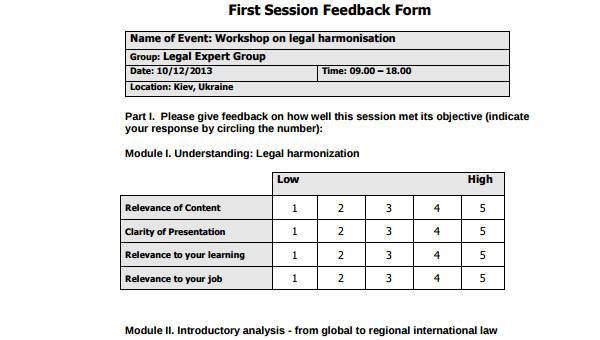 First Session Feedback Form
Name of Event: Workshop on legal harmonisation
Group: Legal Expert Group
Date: 10/12/2013 Time: 09.00 – 18.00
Location: Kiev, Ukraine
Part I. Please give feedback on how well this session met its objective (indicate
your response by circling the number):
Module I. Understanding: Legal harmonization
Low High
Relevance of Content 1 2 3 4 5
Clarity of Presentation 1 2 3 4 5
Relevance to your learning 1 2 3 4 5
Relevance to your job 1 2 3 4 5
Module II. Introductory analysis - from global to regional international law